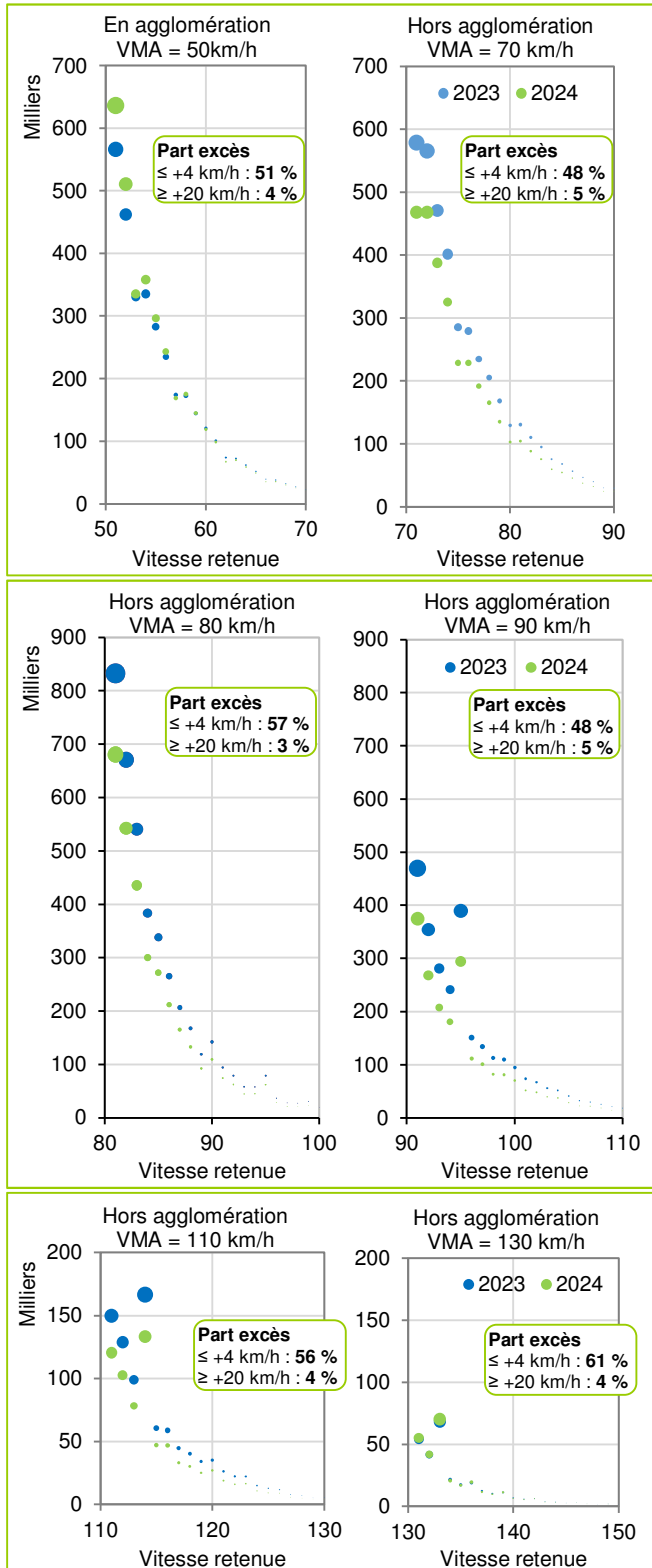 En agglomération
VMA = 50km/h
Milliers
700
600
500
400
300
200
100
0
Part excès
≤ +4 km/h : 51 %
≥ +20 km/h : 4 %
50 60 70
Vitesse retenue
Hors agglomération
VMA = 70 km/h
700
600
500
400
300
200
100
0
2023 2024
Part excès
≤ +4 km/h : 48 %
≥ +20 km/h : 5 %
70 80 90
Vitesse retenue
Hors agglomération
VMA = 80 km/h
Milliers
900
800
700
600
500
400
300
200
100
0
Part excès
≤ +4 km/h : 57 %
≥ +20 km/h : 3 %
80 90 100
Vitesse retenue
Hors agglomération
VMA = 90 km/h
900
800
700
600
500
400
300
200
100
0
2023 2024
Part excès
≤ +4 km/h : 48 %
≥ +20 km/h : 5 %
90 100 110
Vitesse retenue
Hors agglomération
VMA = 110 km/h
Milliers
200
150
100
50
0
Part excès
≤ +4 km/h : 56 %
≥ +20 km/h : 4 %
110 120 130
Vitesse retenue
Hors agglomération
VMA = 130 km/h
200
150
100
50
0
2023 2024
Part excès
≤ +4 km/h : 61 %
≥ +20 km/h : 4 %
130 140 150
Vitesse retenue